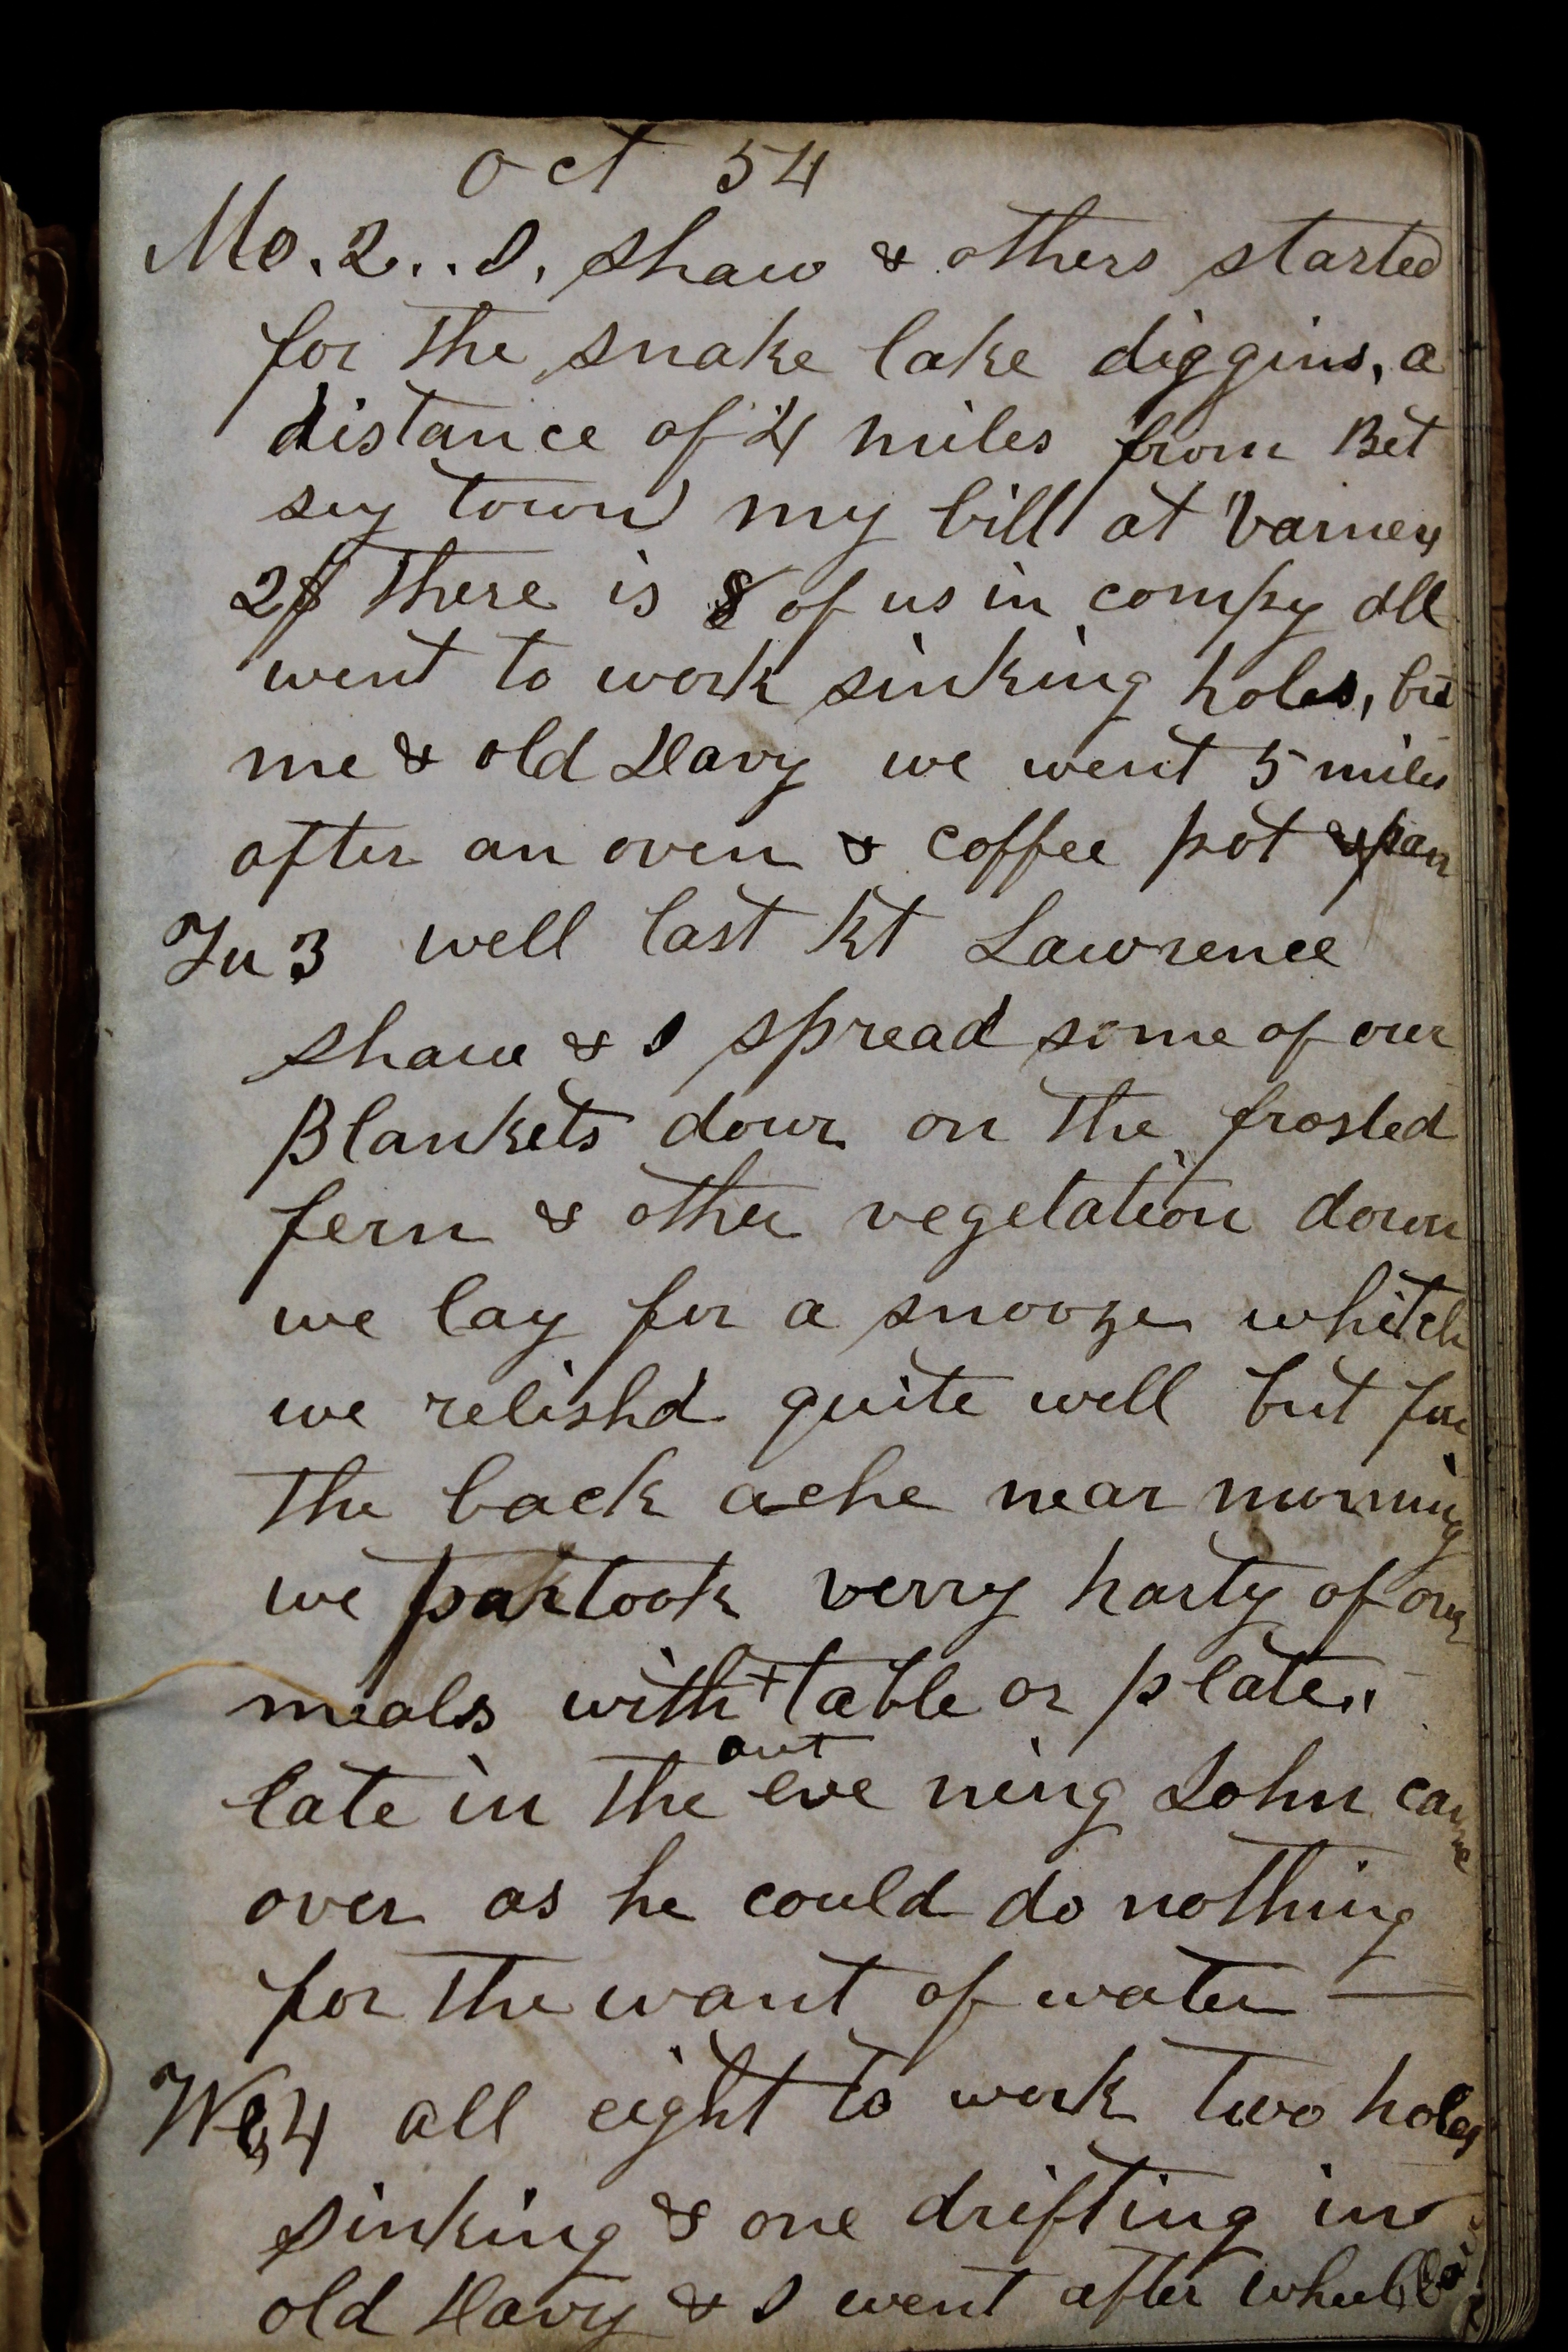 Oct 54
Mo. 2.. I, Shaw & others started
for the snake lake diggins, a
distance of 4 miles from Bet
sey town my bill at Varney
2$ there is 8 of us in compy all
went to work sinking holes, but
me & old Davy we went 5 miles
after an oven & coffee pot & pan
Tu 3 well last Lawrence
Shaw & I spread some of our
Blankets down on the frosted
fern & other vegetation down
we lay for a snooze whitch
we relishd quite well but for
the back ache near morning
we partook verry harty of our
meals with + table or plate..
out
late in the eve ning John came
over as he could do nothing
for the want of water —
We, 4 all eight to work two holes
sinking & one drifting in
old Davy & I went after